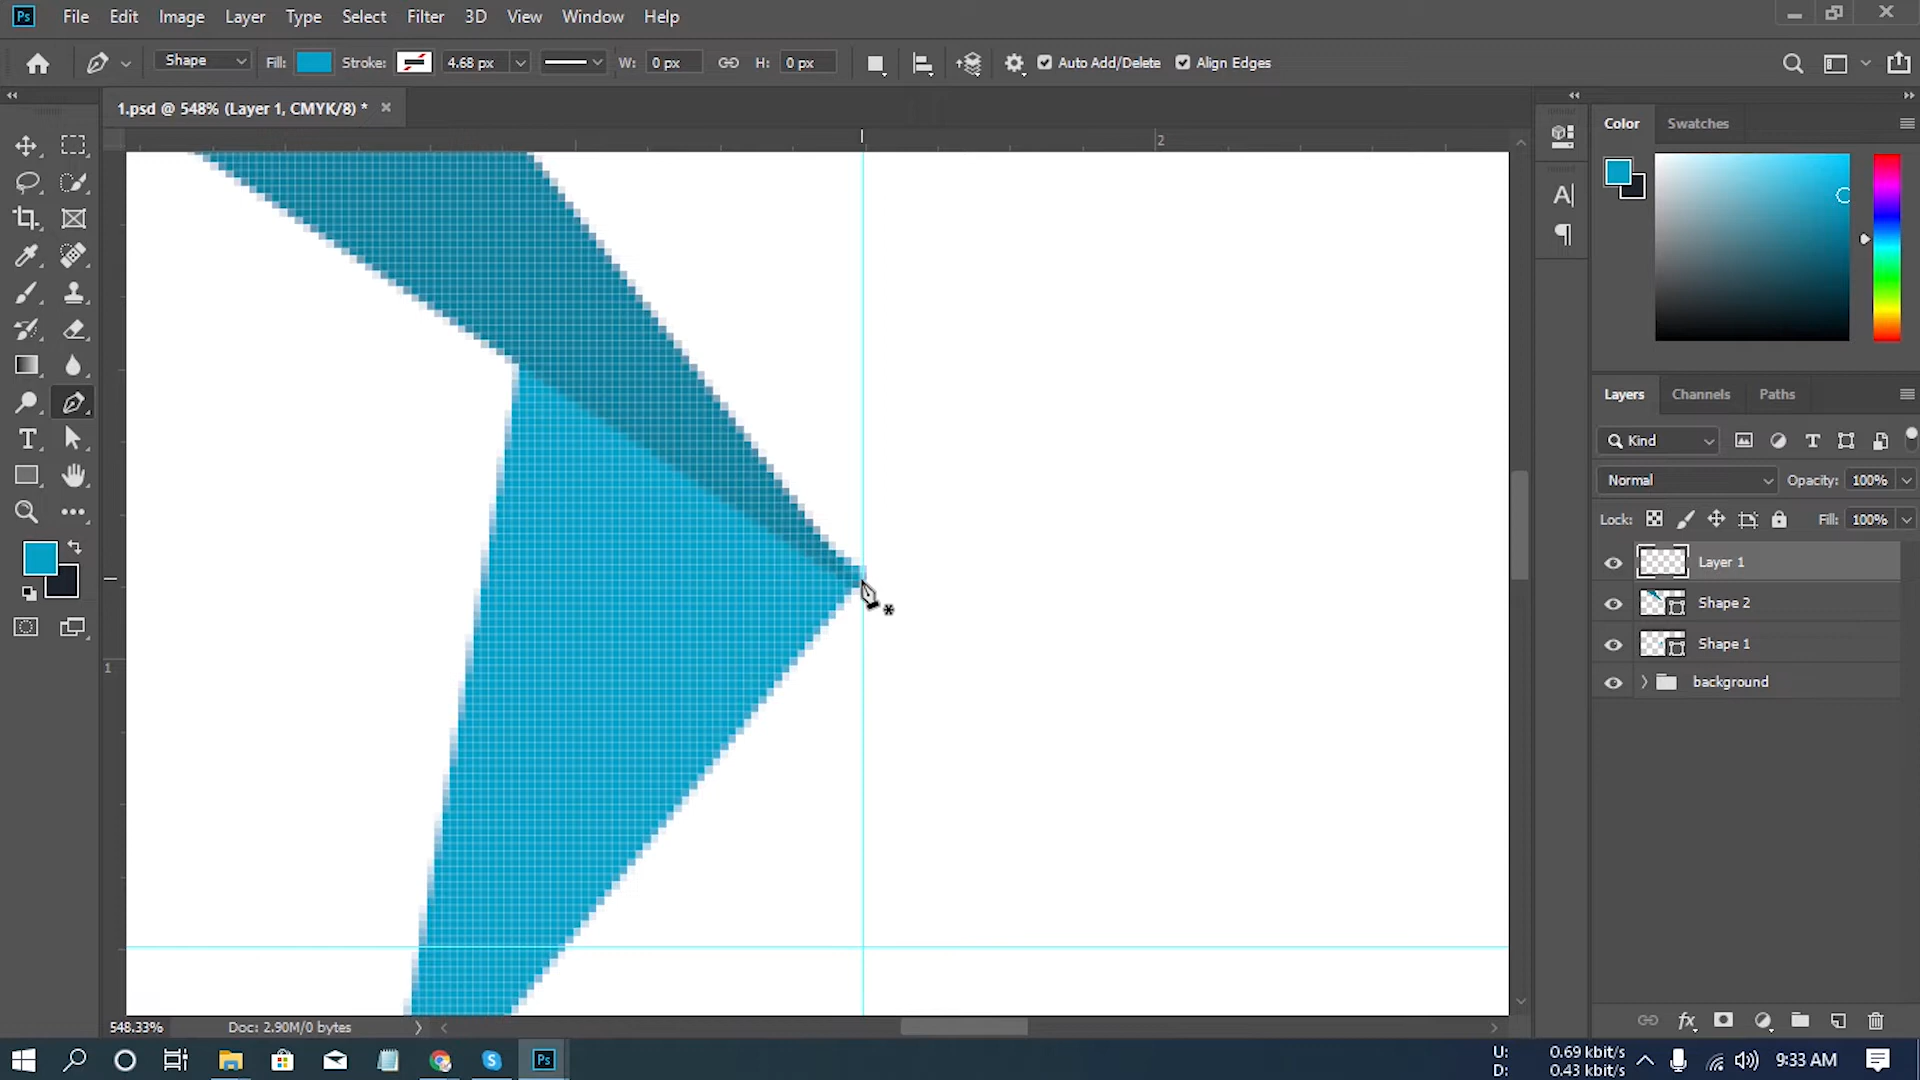 Ps File Edit Image Layer Type Select Filter 3D View Window Help
Shape Fill: Stroke: 4.68 px W: 0 px H: 0 px Auto Add/Delete Align Edges
1.psd @ 548% (Layer 1, CMYK/8) *
2
1
Color Swatches
Layers Channels Paths
Kind
Normal Opacity: 100%
Lock: Fill: 100%
Layer 1
Shape 2
Shape 1
background
fx
548.33% Doc: 2.90M/0 bytes
Ps
U: 0.69 kbit/s
D: 0.43 kbit/s
9:33 AM